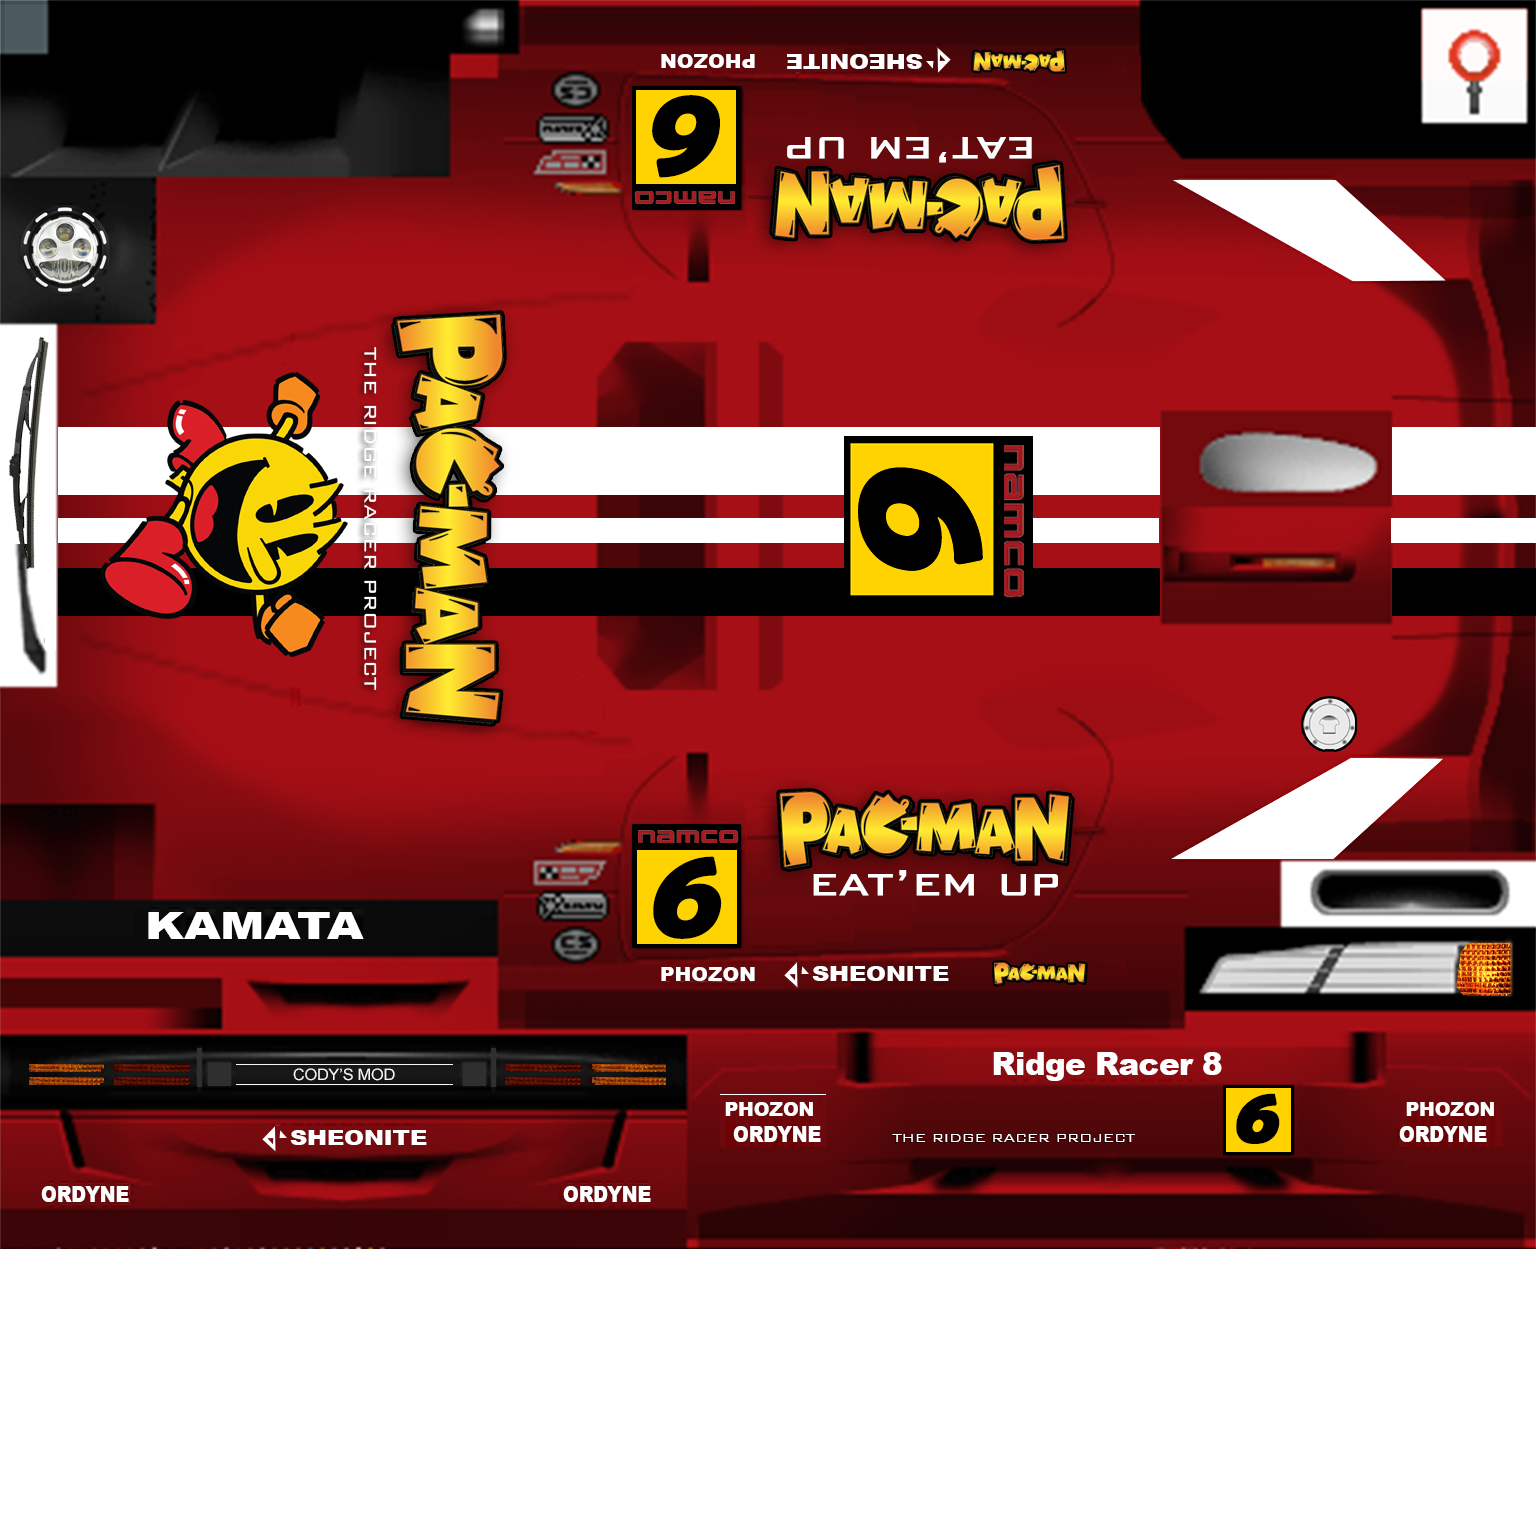 PHOZON
SHEONITE
PAC-MAN
6
namco
EAT'EM UP
PAC-MAN
PAC-MAN
THE RIDGE RACER PROJECT
6
namco
namco
6
PAC-MAN
EAT'EM UP
CS
KAMATA
PHOZON
SHEONITE
PAC-MAN
CODY'S MOD
SHEONITE
ORDYNE
ORDYNE
Ridge Racer 8
PHOZON
ORDYNE
THE RIDGE RACER PROJECT
6
PHOZON
ORDYNE